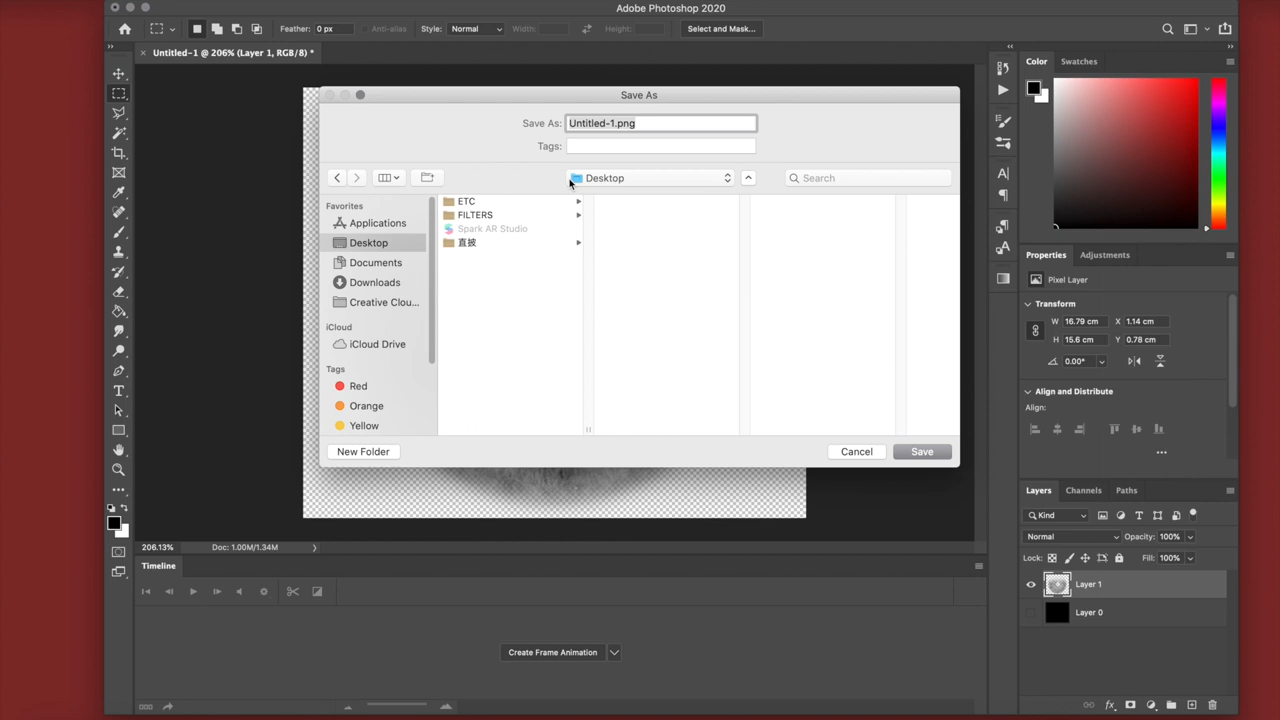 Adobe Photoshop 2020
Feather: 0 px Anti-alias Style: Normal Width: Height: Select and Mask...
Untitled-1 @ 206% (Layer 1, RGB/8) *
Save As
Save As: Untitled-1.png
Tags:
Desktop
Search
Favorites
Applications
Desktop
Documents
Downloads
Creative Clou...
iCloud
iCloud Drive
Tags
Red
Orange
Yellow
ETC
FILTERS
Spark AR Studio
直披
New Folder
Cancel
Save
206.13% Doc: 1.00M/1.34M
Timeline
Create Frame Animation
Color Swatches
Properties Adjustments
Pixel Layer
Transform
W 16.79 cm X 1.14 cm
H 15.6 cm Y 0.78 cm
0.00°
Align and Distribute
Align:
Layers Channels Paths
Kind
Normal Opacity: 100%
Lock: Fill: 100%
Layer 1
Layer 0